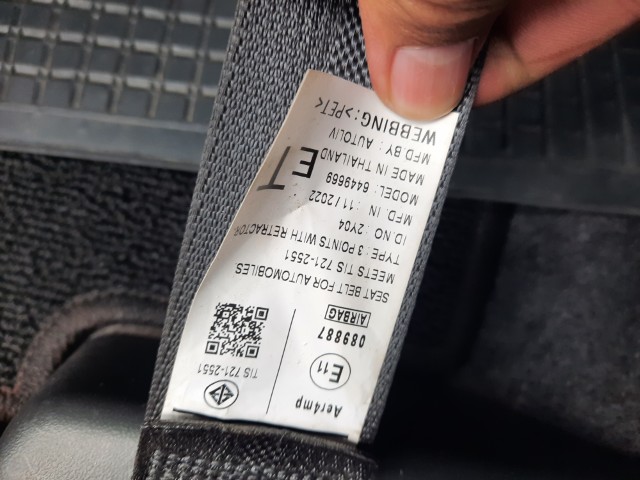 Aer4mp
E11
089887
AIRBAG
TIS 721-2551
SEAT BELT FOR AUTOMOBILES
MEETS TIS 721-2551
TYPE : 3 POINTS WITH RETRACTOR
ID.NO : 2Y04
MFD. IN : 11 / 2022
MODEL : 6449669
MADE IN THAILAND
MFD BY : AUTOLIV
WEBBING: >PET<
ET